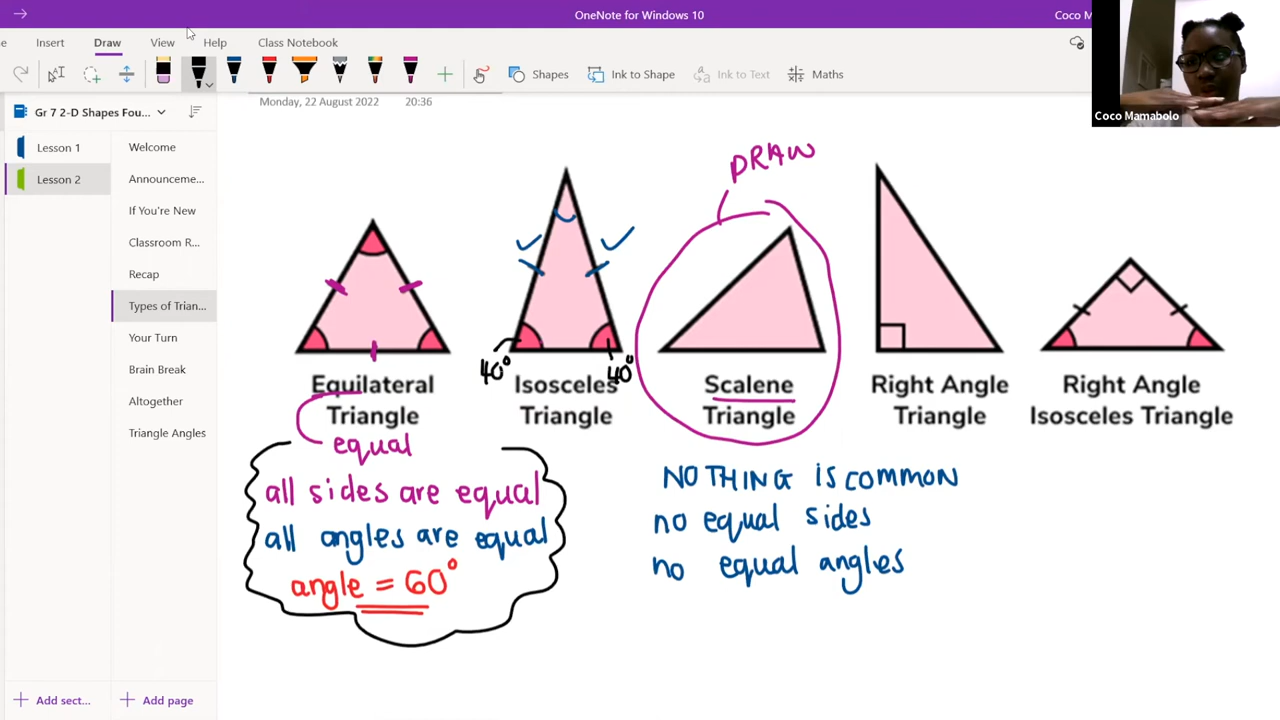 OneNote for Windows 10
Coco M
Insert
Draw
View
Help
Class Notebook
Shapes
Ink to Shape
Ink to Text
Maths
Gr 7 2-D Shapes Fou...
Coco Mamabolo
Monday, 22 August 2022 20:36
Lesson 1
Lesson 2
Welcome
Announceme...
If You're New
Classroom R...
Recap
Types of Trian...
Your Turn
Brain Break
Altogether
Triangle Angles
Add sect...
Add page
DRAW
40°
40°
Equilateral
Triangle
Isosceles
Triangle
Scalene
Triangle
Right Angle
Triangle
Right Angle
Isosceles Triangle
equal
all sides are equal
all angles are equal
angle = 60°
NOTHING is common
no equal sides
no equal angles